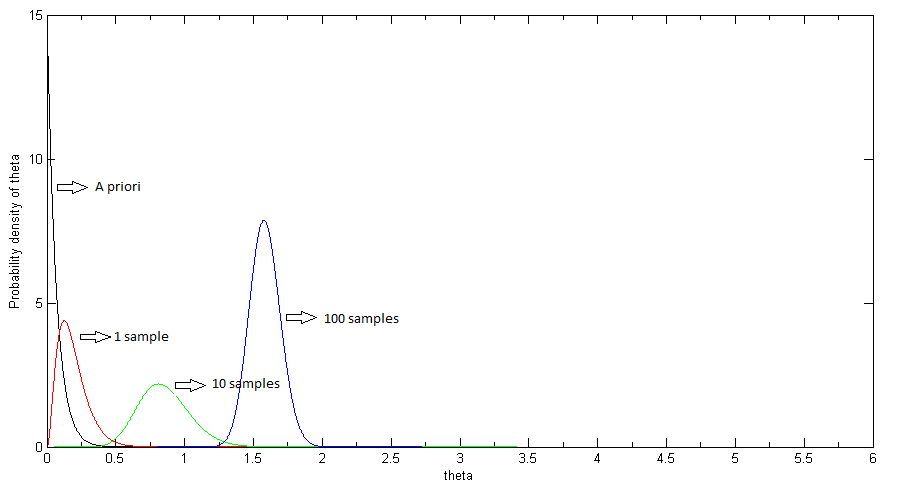 15
10
5
0
Probability density of theta
A priori
1 sample
10 samples
100 samples
0 0.5 1 1.5 2 2.5 3 3.5 4 4.5 5 5.5 6
theta